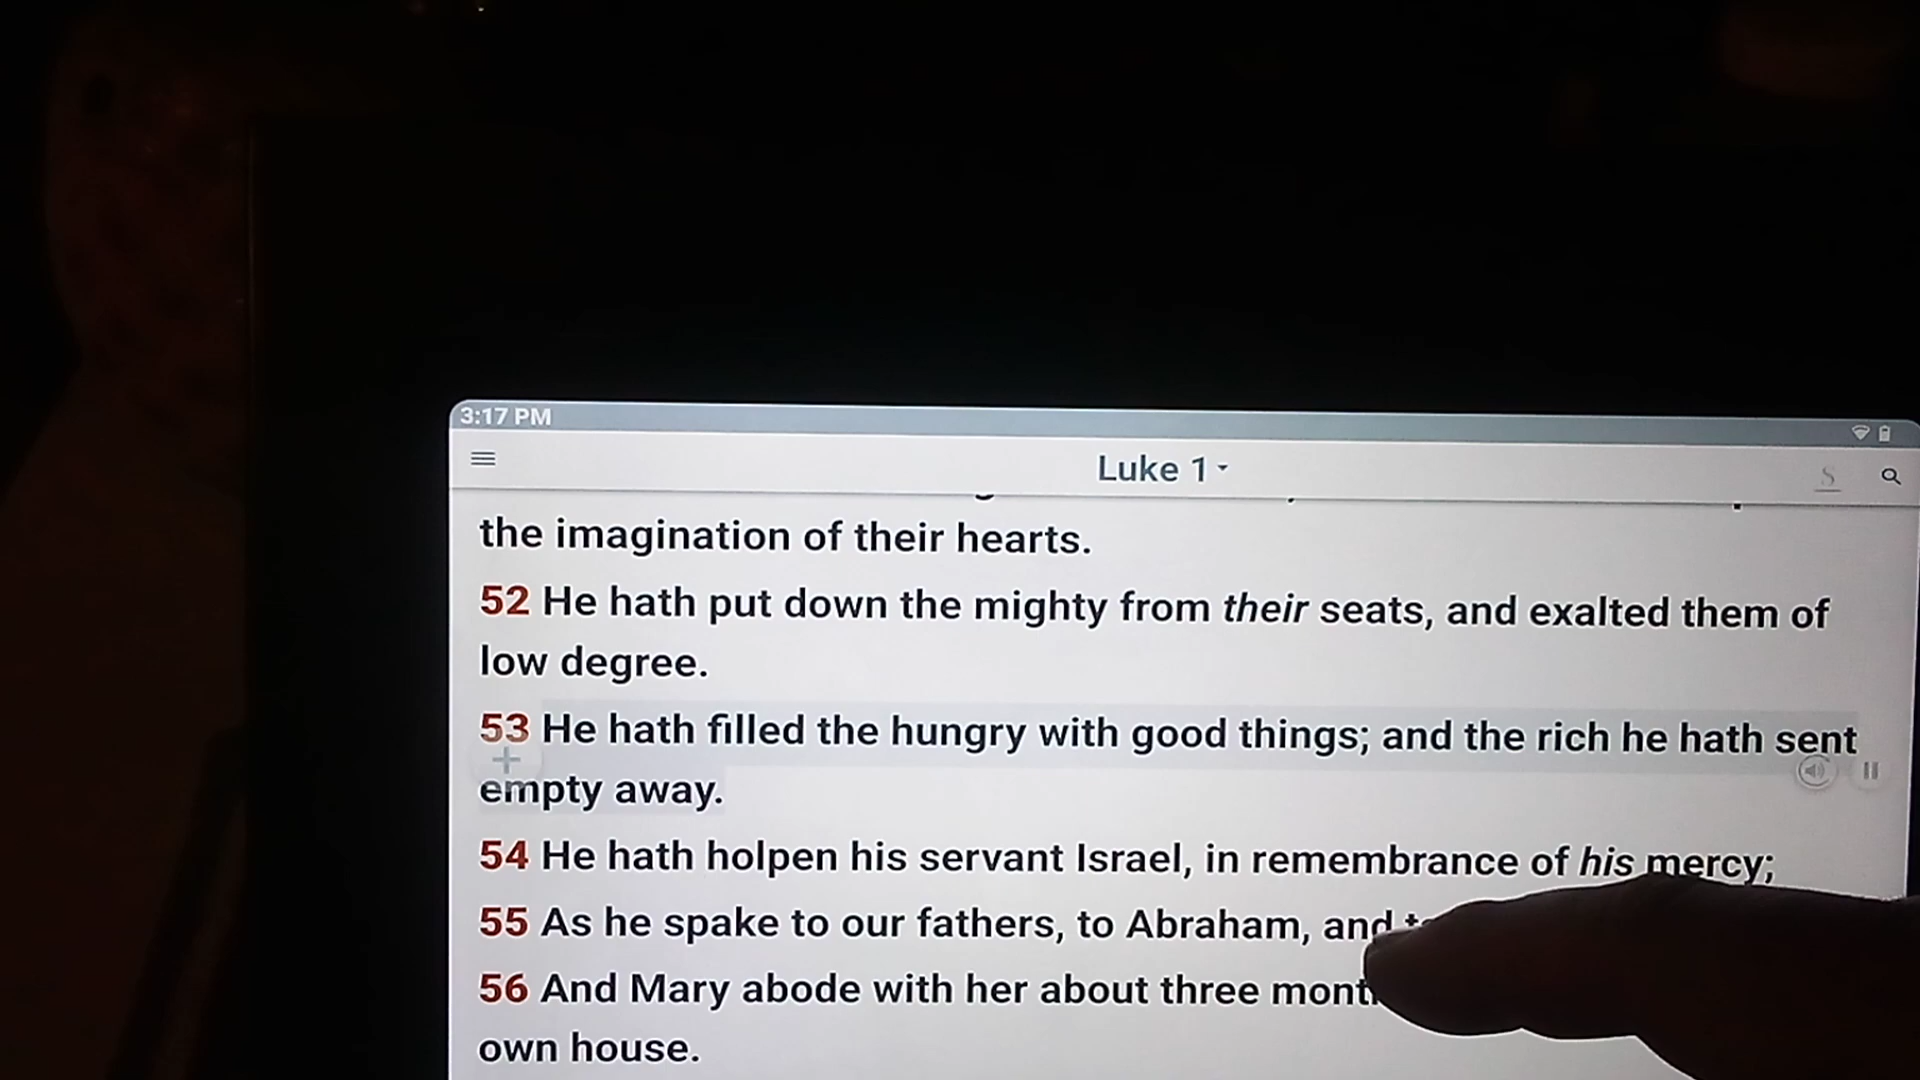 3:17 PM
Luke 1
S
the imagination of their hearts.
52 He hath put down the mighty from their seats, and exalted them of
low degree.
53 He hath filled the hungry with good things; and the rich he hath sent
empty away.
54 He hath holpen his servant Israel, in remembrance of his mercy;
55 As he spake to our fathers, to Abraham, and
56 And Mary abode with her about three
own house.